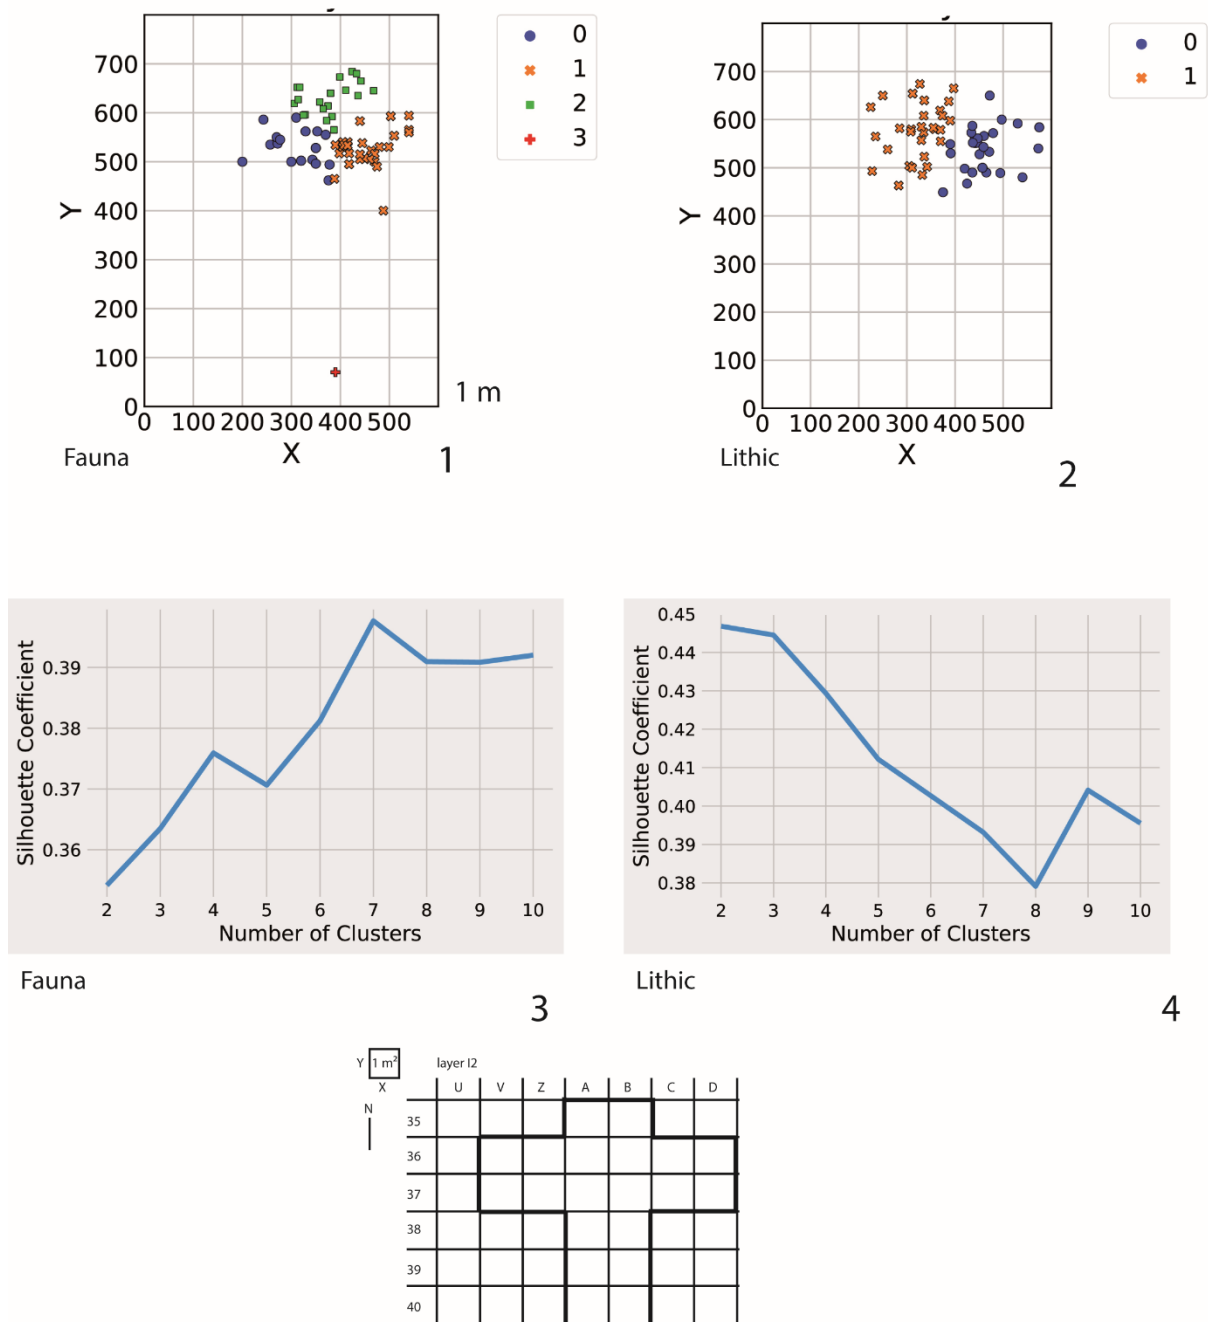 0
1
2
3
700
600
500
400
300
200
100
0
Y
0 100 200 300 400 500
X
1 m
Fauna
1
0
1
700
600
500
400
300
200
100
0
Y
0 100 200 300 400 500
X
Lithic
2
Silhouette Coefficient
0.39
0.38
0.37
0.36
2 3 4 5 6 7 8 9 10
Number of Clusters
Fauna
3
Silhouette Coefficient
0.45
0.44
0.43
0.42
0.41
0.40
0.39
0.38
2 3 4 5 6 7 8 9 10
Number of Clusters
Lithic
4
Y 1 m² layer I2
X U V Z A B C D
N
35
36
37
38
39
40